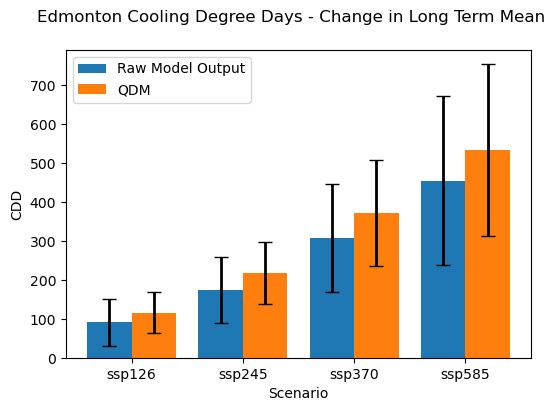 Edmonton Cooling Degree Days - Change in Long Term Mean
Raw Model Output
QDM
700
600
500
400
300
200
100
0
CDD
ssp126 ssp245 ssp370 ssp585
Scenario